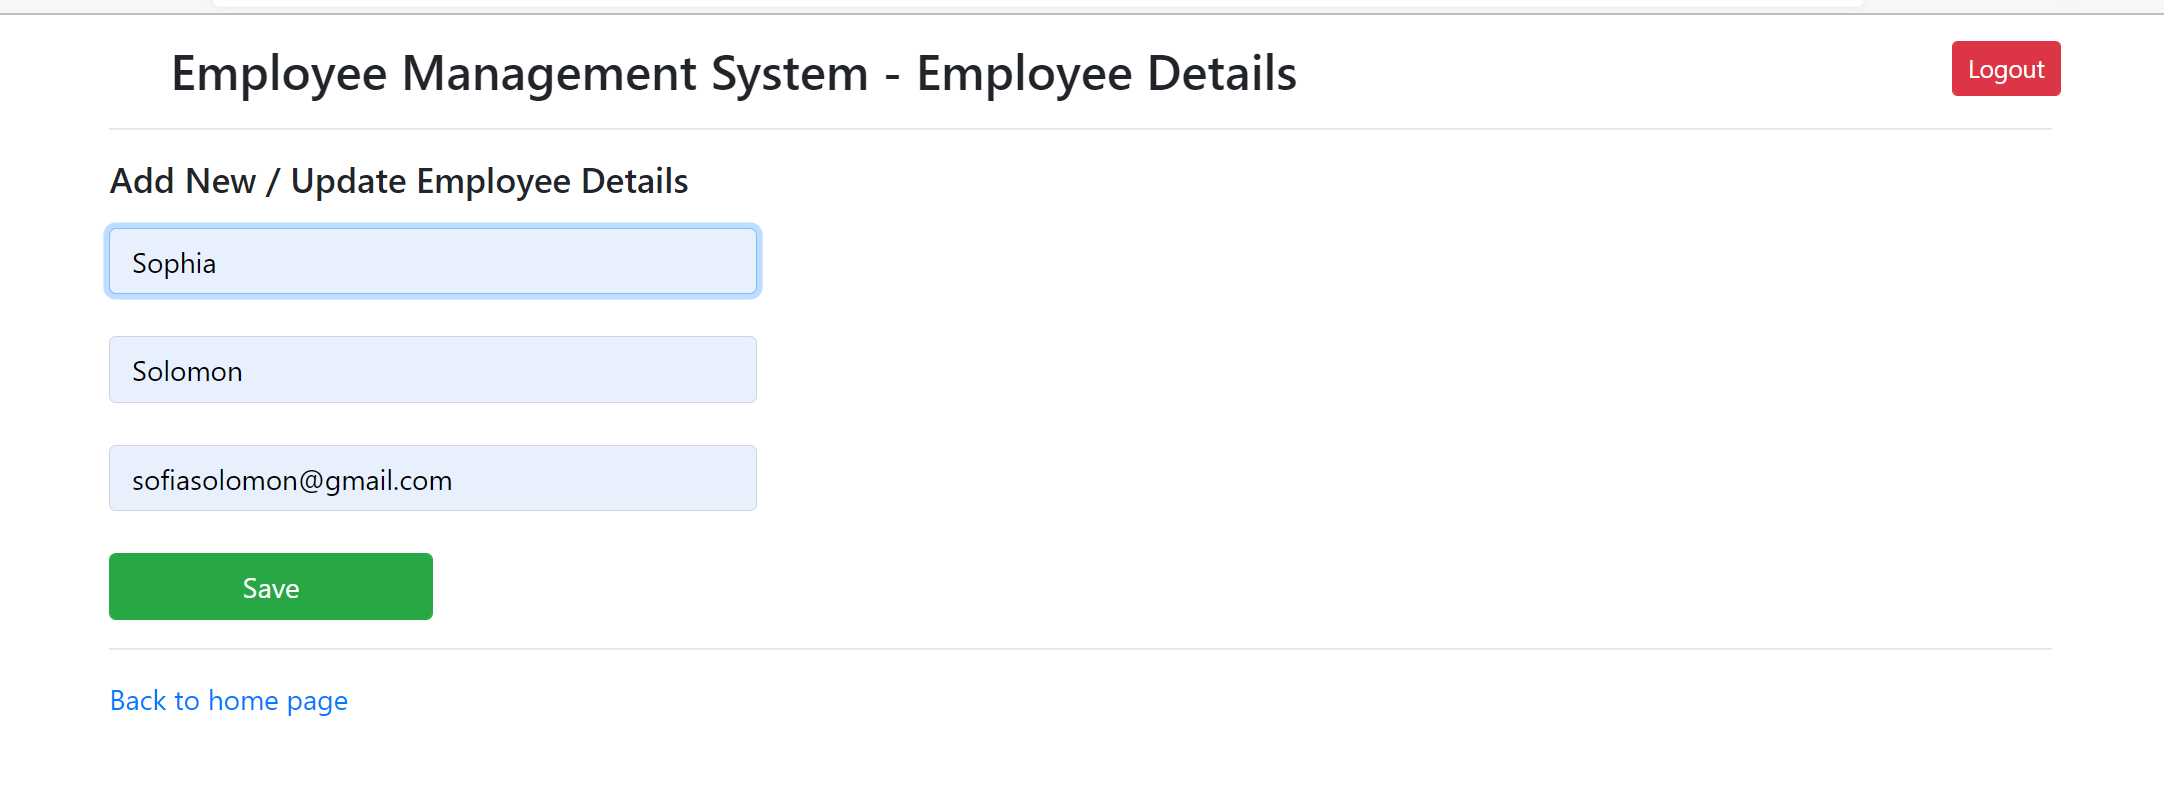 Employee Management System - Employee Details
Logout
Add New / Update Employee Details
Sophia
Solomon
sofiasolomon@gmail.com
Save
Back to home page